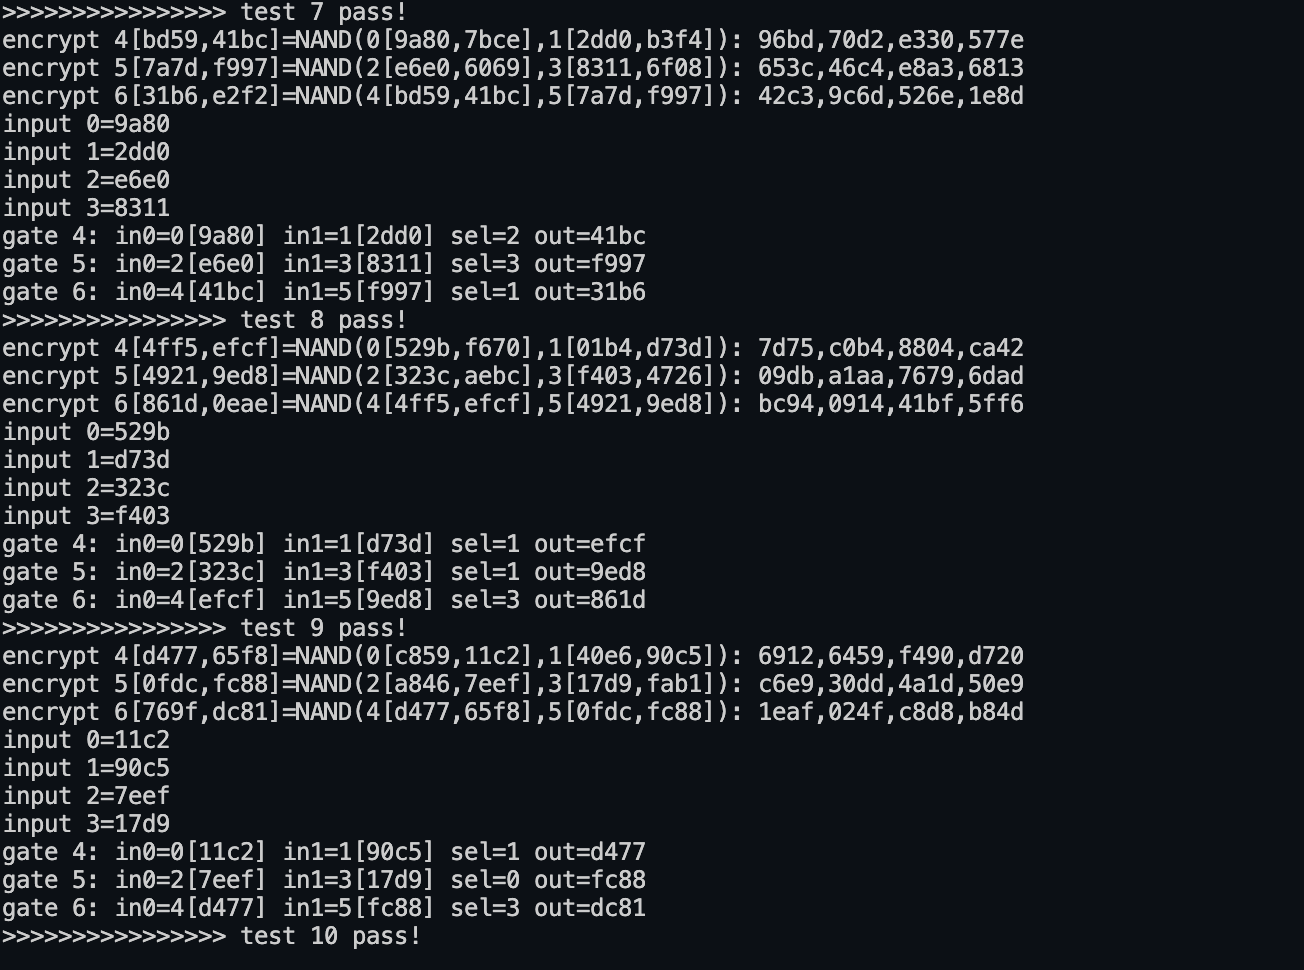 >>>>>>>>>>>>>>>> test 7 pass!
encrypt 4[bd59,41bc]=NAND(0[9a80,7bce],1[2dd0,b3f4]): 96bd,70d2,e330,577e
encrypt 5[7a7d,f997]=NAND(2[e6e0,6069],3[8311,6f08]): 653c,46c4,e8a3,6813
encrypt 6[31b6,e2f2]=NAND(4[bd59,41bc],5[7a7d,f997]): 42c3,9c6d,526e,1e8d
input 0=9a80
input 1=2dd0
input 2=e6e0
input 3=8311
gate 4: in0=0[9a80] in1=1[2dd0] sel=2 out=41bc
gate 5: in0=2[e6e0] in1=3[8311] sel=3 out=f997
gate 6: in0=4[41bc] in1=5[f997] sel=1 out=31b6
>>>>>>>>>>>>>>>> test 8 pass!
encrypt 4[4ff5,efcf]=NAND(0[529b,f670],1[01b4,d73d]): 7d75,c0b4,8804,ca42
encrypt 5[4921,9ed8]=NAND(2[323c,aebc],3[f403,4726]): 09db,a1aa,7679,6dad
encrypt 6[861d,0eae]=NAND(4[4ff5,efcf],5[4921,9ed8]): bc94,0914,41bf,5ff6
input 0=529b
input 1=d73d
input 2=323c
input 3=f403
gate 4: in0=0[529b] in1=1[d73d] sel=1 out=efcf
gate 5: in0=2[323c] in1=3[f403] sel=1 out=9ed8
gate 6: in0=4[efcf] in1=5[9ed8] sel=3 out=861d
>>>>>>>>>>>>>>>> test 9 pass!
encrypt 4[d477,65f8]=NAND(0[c859,11c2],1[40e6,90c5]): 6912,6459,f490,d720
encrypt 5[0fdc,fc88]=NAND(2[a846,7eef],3[17d9,fab1]): c6e9,30dd,4a1d,50e9
encrypt 6[769f,dc81]=NAND(4[d477,65f8],5[0fdc,fc88]): 1eaf,024f,c8d8,b84d
input 0=11c2
input 1=90c5
input 2=7eef
input 3=17d9
gate 4: in0=0[11c2] in1=1[90c5] sel=1 out=d477
gate 5: in0=2[7eef] in1=3[17d9] sel=0 out=fc88
gate 6: in0=4[d477] in1=5[fc88] sel=3 out=dc81
>>>>>>>>>>>>>>>> test 10 pass!